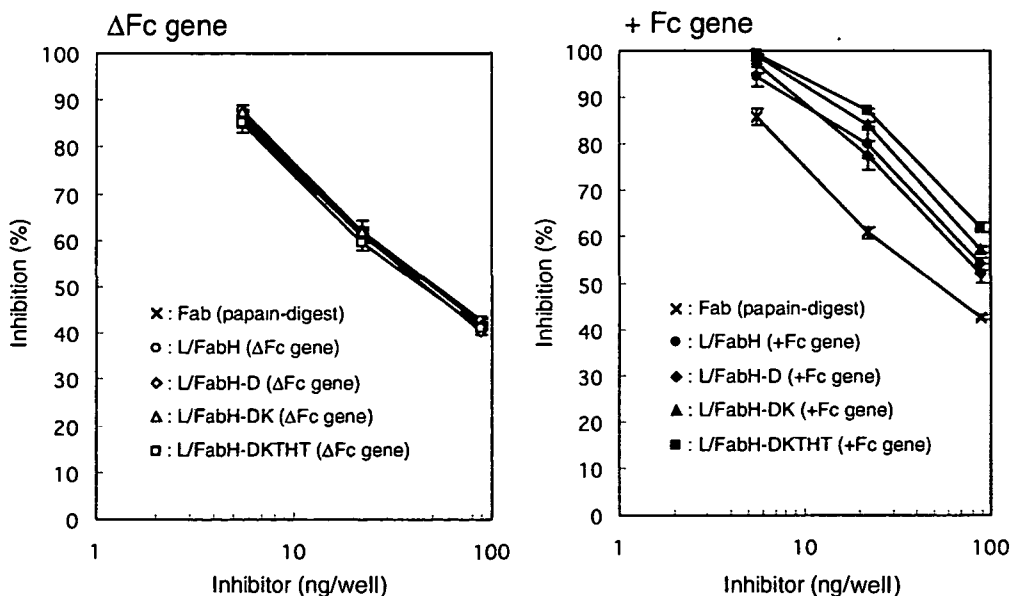 ΔFc gene
100
90
80
70
60
50
40
30
20
10
0
Inhibition (%)
× : Fab (papain-digest)
○ : L/FabH (ΔFc gene)
◇ : L/FabH-D (ΔFc gene)
△ : L/FabH-DK (ΔFc gene)
□ : L/FabH-DKTHT (ΔFc gene)
1
10
100
Inhibitor (ng/well)
+ Fc gene
100
90
80
70
60
50
40
30
20
10
0
Inhibition (%)
× : Fab (papain-digest)
● : L/FabH (+Fc gene)
◆ : L/FabH-D (+Fc gene)
▲ : L/FabH-DK (+Fc gene)
■ : L/FabH-DKTHT (+Fc gene)
1
10
100
Inhibitor (ng/well)